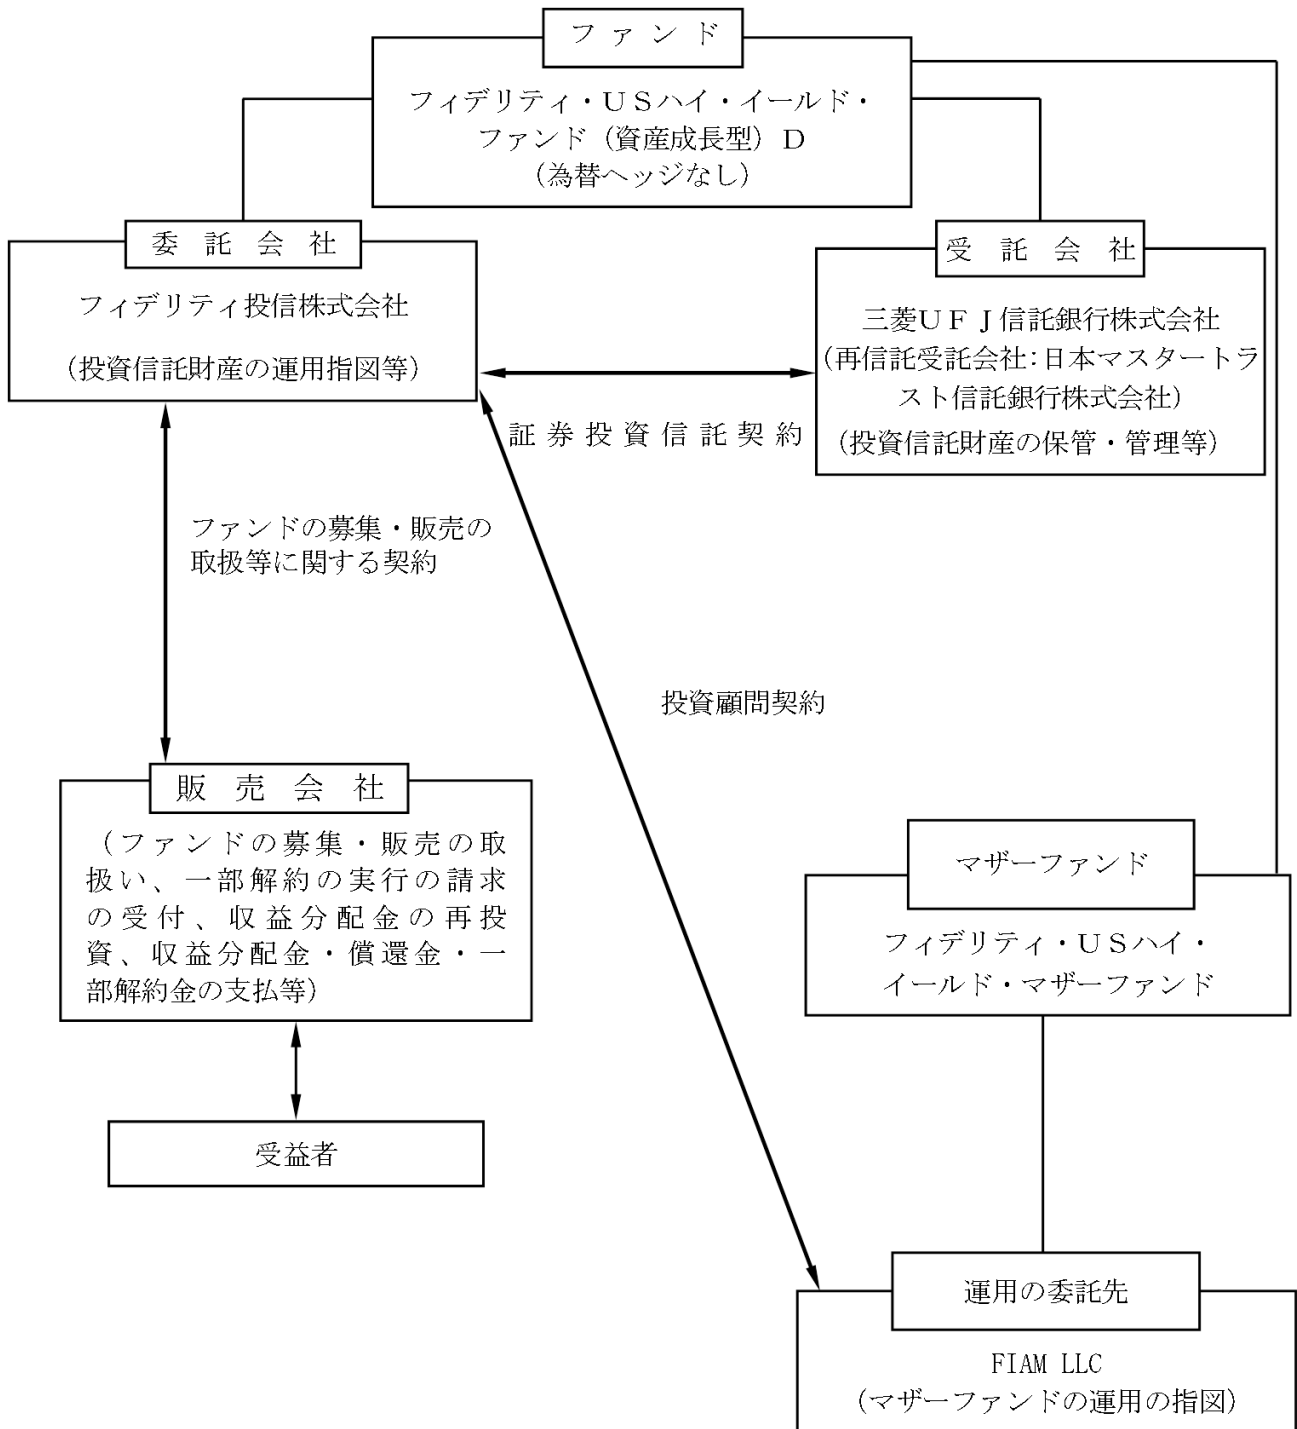 ファンド
フィデリティ・ＵＳハイ・イールド・
ファンド（資産成長型）Ｄ
（為替ヘッジなし）
委託会社
フィデリティ投信株式会社
（投資信託財産の運用指図等）
受託会社
三菱ＵＦＪ信託銀行株式会社
（再信託受託会社：日本マスタートラ
スト信託銀行株式会社）
（投資信託財産の保管・管理等）
証券投資信託契約
ファンドの募集・販売の
取扱等に関する契約
投資顧問契約
販売会社
（ファンドの募集・販売の取
扱い、一部解約の実行の請求
の受付、収益分配金の再投
資、収益分配金・償還金・一
部解約金の支払等）
受益者
マザーファンド
フィデリティ・ＵＳハイ・
イールド・マザーファンド
運用の委託先
FIAM LLC
（マザーファンドの運用の指図）